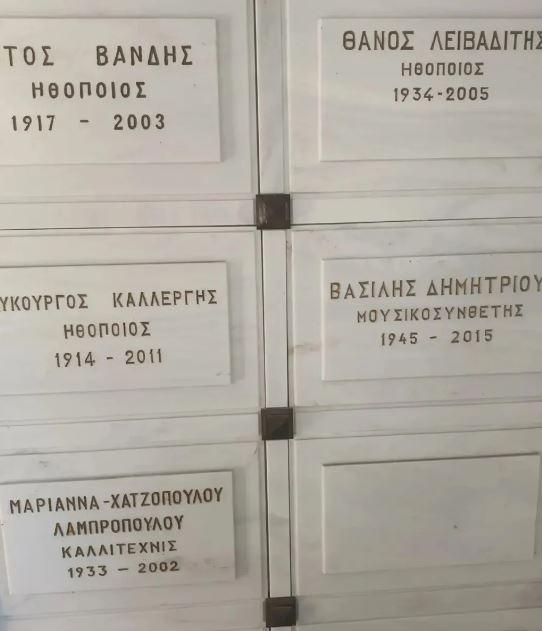 ΤΟΣ ΒΑΝΔΗΣ
ΗΘΟΠΟΙΟΣ
1917 - 2003
ΘΑΝΟΣ ΛΕΙΒΑΔΙΤΗΣ
ΗΘΟΠΟΙΟΣ
1934-2005
ΥΚΟΥΡΓΟΣ ΚΑΛΛΕΡΓΗΣ
ΗΘΟΠΟΙΟΣ
1914 - 2011
ΒΑΣΙΛΗΣ ΔΗΜΗΤΡΙΟΥ
ΜΟΥΣΙΚΟΣΥΝΘΕΤΗΣ
1945 - 2015
ΜΑΡΙΑΝΝΑ-ΧΑΤΖΟΠΟΥΛΟΥ
ΛΑΜΠΡΟΠΟΥΛΟΥ
ΚΑΛΛΙΤΕΧΝΙΣ
1933 - 2002